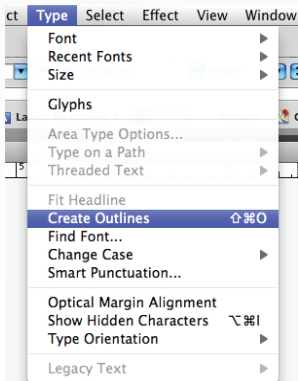 ct Type Select Effect View Window
Font
Recent Fonts
Size
Glyphs
Area Type Options...
Type on a Path
Threaded Text
5
Fit Headline
Create Outlines ⇧⌘O
Find Font...
Change Case
Smart Punctuation...
Optical Margin Alignment
Show Hidden Characters ⌥⌘I
Type Orientation
Legacy Text